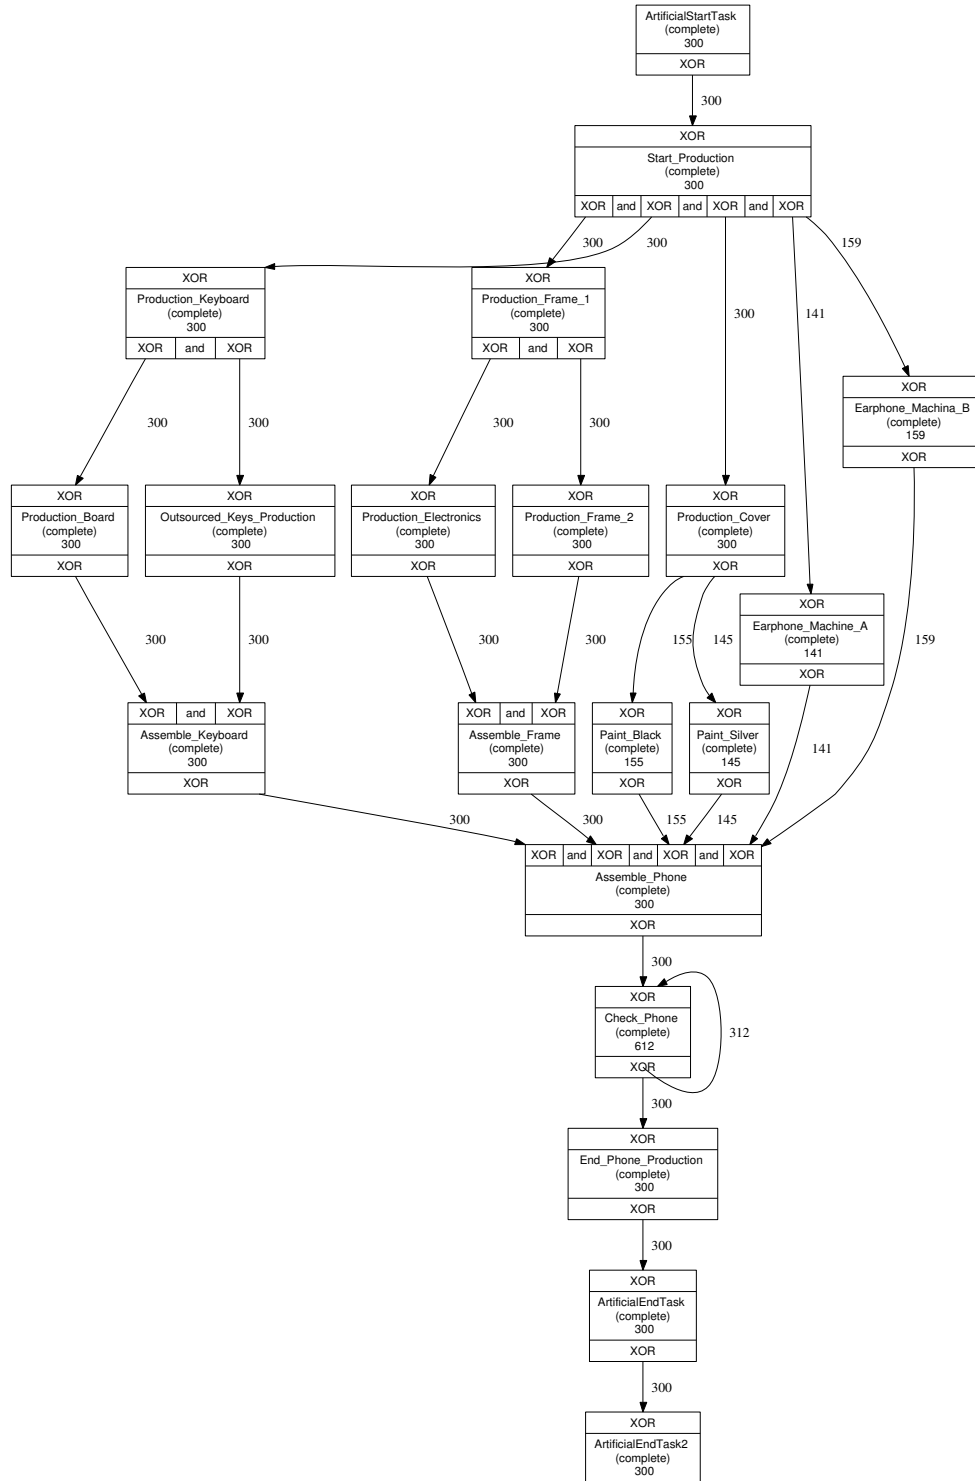 ArtificialStartTask
(complete)
300
XOR
300
XOR
Start_Production
(complete)
300
XOR and XOR and XOR and XOR
300 300 159
XOR
Production_Keyboard
(complete)
300
XOR and XOR
XOR
Production_Frame_1
(complete)
300
XOR and XOR
300 141
XOR
Earphone_Machina_B
(complete)
159
XOR
300 300 300 300
XOR
Production_Board
(complete)
300
XOR
XOR
Outsourced_Keys_Production
(complete)
300
XOR
XOR
Production_Electronics
(complete)
300
XOR
XOR
Production_Frame_2
(complete)
300
XOR
XOR
Production_Cover
(complete)
300
XOR
XOR
Earphone_Machine_A
(complete)
141
XOR
300 300 300 300 155 145 159
XOR and XOR
Assemble_Keyboard
(complete)
300
XOR
XOR and XOR
Assemble_Frame
(complete)
300
XOR
XOR
Paint_Black
(complete)
155
XOR
XOR
Paint_Silver
(complete)
145
XOR
141
300 300 155 145
XOR and XOR and XOR and XOR
Assemble_Phone
(complete)
300
XOR
300
XOR
Check_Phone
(complete)
612
XOR
312
300
XOR
End_Phone_Production
(complete)
300
XOR
300
XOR
ArtificialEndTask
(complete)
300
XOR
300
XOR
ArtificialEndTask2
(complete)
300